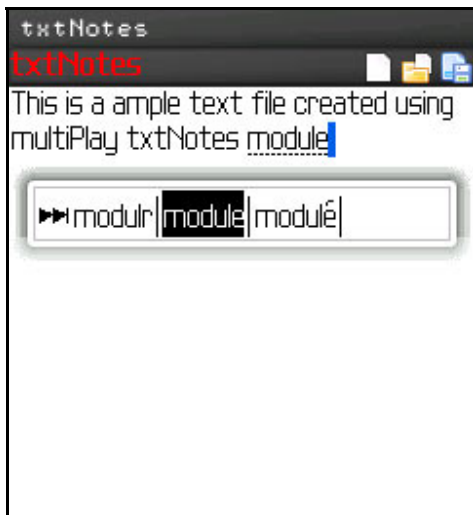 txtNotes
txtNotes
This is a ample text file created using
multiPlay txtNotes module
modulr module modulé